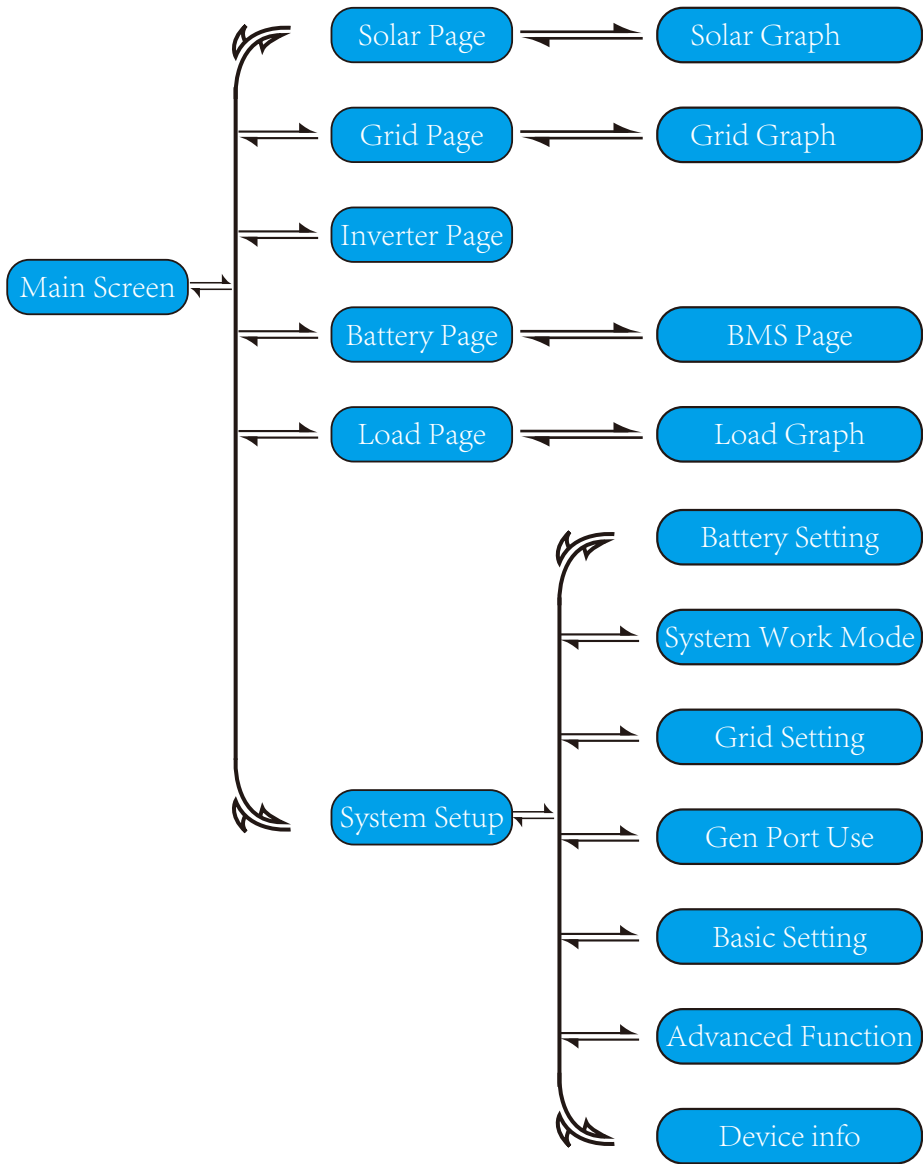 Solar Page
Solar Graph
Grid Page
Grid Graph
Inverter Page
Main Screen
Battery Page
BMS Page
Load Page
Load Graph
Battery Setting
System Work Mode
Grid Setting
System Setup
Gen Port Use
Basic Setting
Advanced Function
Device info